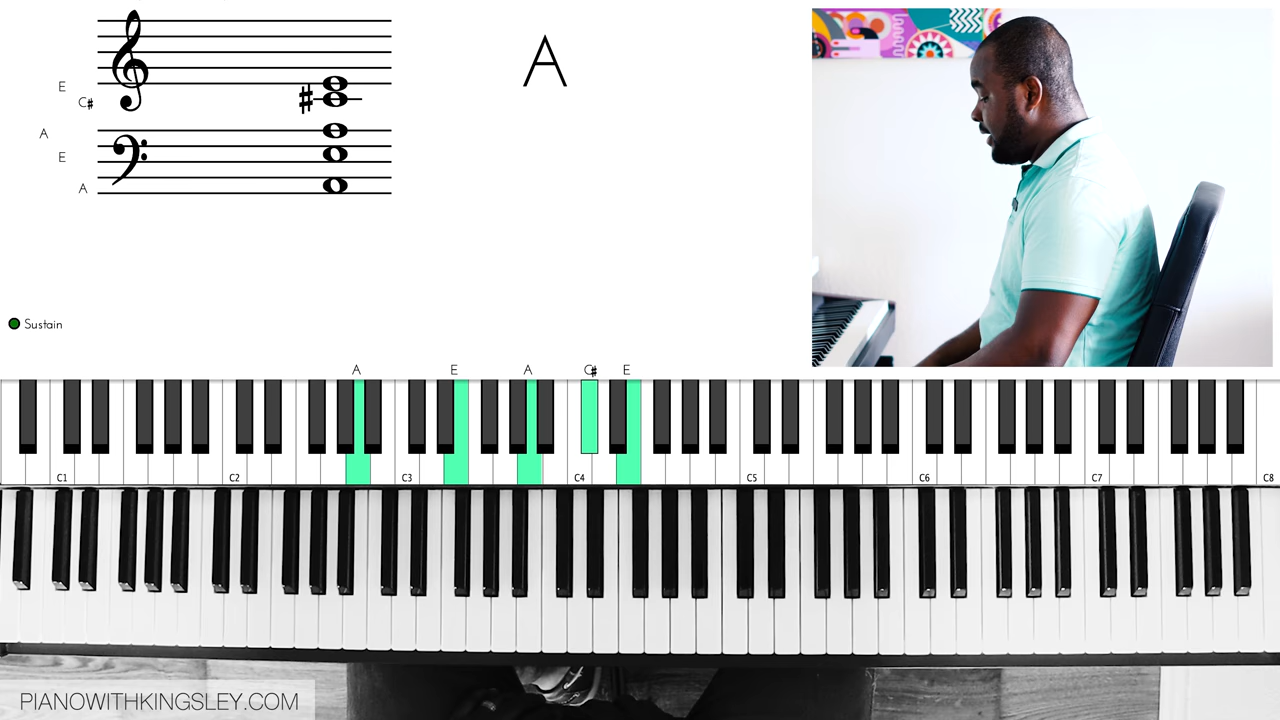 A
E
C#
A
E
A
Sustain
A E A C# E
C1 C2 C3 C4 C5 C6 C7 C8
PIANOWITHKINGSLEY.COM